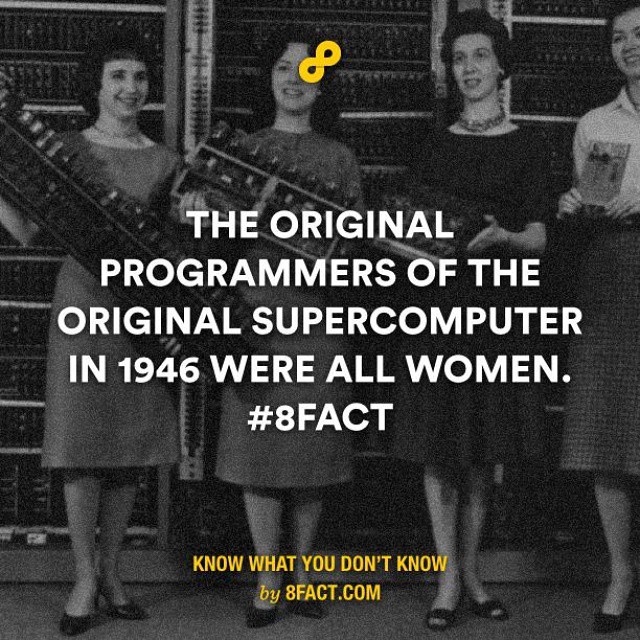 THE ORIGINAL
PROGRAMMERS OF THE
ORIGINAL SUPERCOMPUTER
IN 1946 WERE ALL WOMEN.
#8FACT
KNOW WHAT YOU DON'T KNOW
by 8FACT.COM